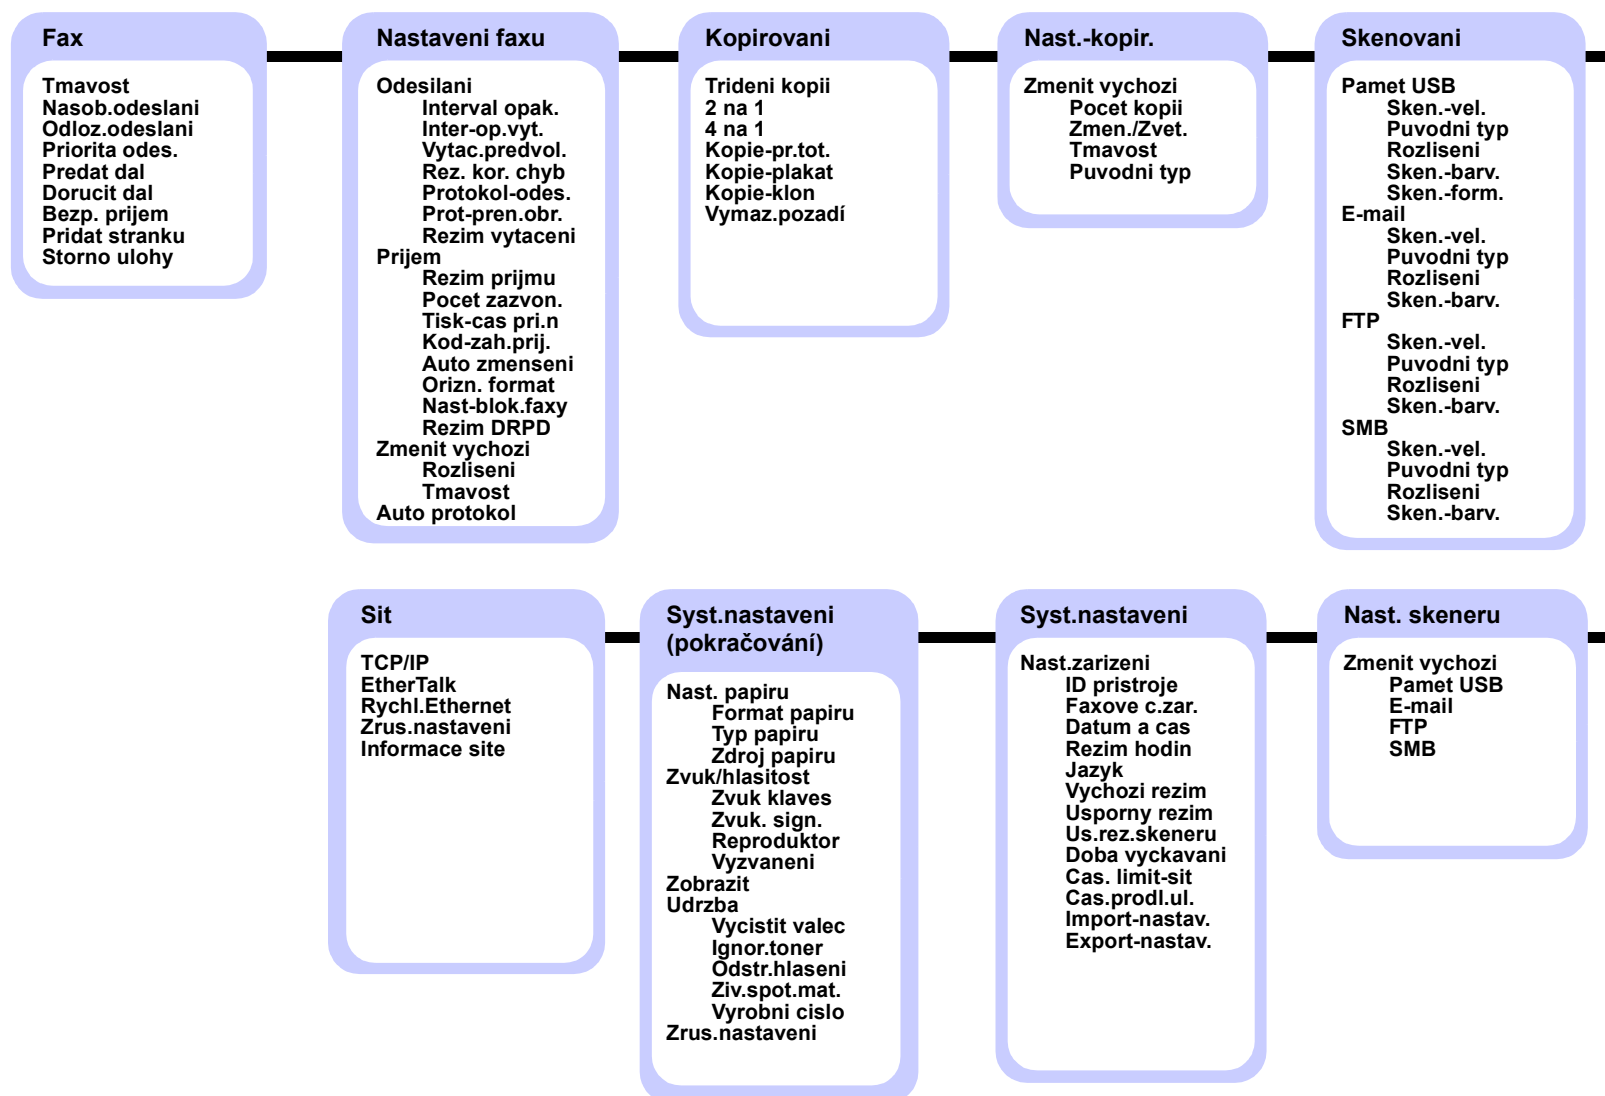 Fax
Tmavost
Nasob.odeslani
Odloz.odeslani
Priorita odes.
Predat dal
Dorucit dal
Bezp. prijem
Pridat stranku
Storno ulohy
Nastaveni faxu
Odesilani
Interval opak.
Inter-op.vyt.
Vytac.predvol.
Rez. kor. chyb
Protokol-odes.
Prot-pren.obr.
Rezim vytaceni
Prijem
Rezim prijmu
Pocet zazvon.
Tisk-cas pri.n
Kod-zah.prij.
Auto zmenseni
Orizn. format
Nast-blok.faxy
Rezim DRPD
Zmenit vychozi
Rozliseni
Tmavost
Auto protokol
Kopirovani
Trideni kopii
2 na 1
4 na 1
Kopie-pr.tot.
Kopie-plakat
Kopie-klon
Vymaz.pozadí
Nast.-kopir.
Zmenit vychozi
Pocet kopii
Zmen./Zvet.
Tmavost
Puvodni typ
Skenovani
Pamet USB
Sken.-vel.
Puvodni typ
Rozliseni
Sken.-barv.
Sken.-form.
E-mail
Sken.-vel.
Puvodni typ
Rozliseni
Sken.-barv.
FTP
Sken.-vel.
Puvodni typ
Rozliseni
Sken.-barv.
SMB
Sken.-vel.
Puvodni typ
Rozliseni
Sken.-barv.
Sit
TCP/IP
EtherTalk
Rychl.Ethernet
Zrus.nastaveni
Informace site
Syst.nastaveni
(pokračování)
Nast. papiru
Format papiru
Typ papiru
Zdroj papiru
Zvuk/hlasitost
Zvuk klaves
Zvuk. sign.
Reproduktor
Vyzvaneni
Zobrazit
Udrzba
Vycistit valec
Ignor.toner
Odstr.hlaseni
Ziv.spot.mat.
Vyrobni cislo
Zrus.nastaveni
Syst.nastaveni
Nast.zarizeni
ID pristroje
Faxove c.zar.
Datum a cas
Rezim hodin
Jazyk
Vychozi rezim
Usporny rezim
Us.rez.skeneru
Doba vyckavani
Cas. limit-sit
Cas.prodl.ul.
Import-nastav.
Export-nastav.
Nast. skeneru
Zmenit vychozi
Pamet USB
E-mail
FTP
SMB